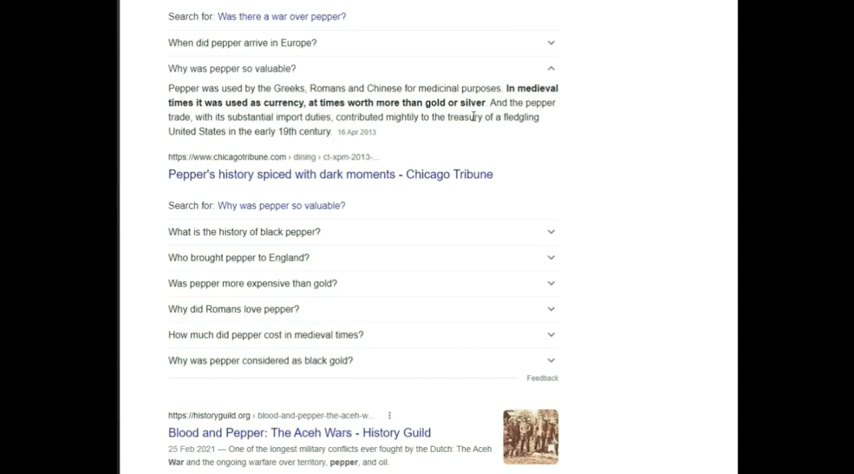 Search for: Was there a war over pepper?
When did pepper arrive in Europe?
Why was pepper so valuable?
Pepper was used by the Greeks, Romans and Chinese for medicinal purposes. In medieval
times it was used as currency, at times worth more than gold or silver. And the pepper
trade, with its substantial import duties, contributed mightily to the treasury of a fledgling
United States in the early 19th century. 16 Apr 2013
https://www.chicagotribune.com › dining › ct-xpm-2013-...
Pepper's history spiced with dark moments - Chicago Tribune
Search for: Why was pepper so valuable?
What is the history of black pepper?
Who brought pepper to England?
Was pepper more expensive than gold?
Why did Romans love pepper?
How much did pepper cost in medieval times?
Why was pepper considered as black gold?
Feedback
https://historyguild.org › blood-and-pepper-the-aceh-w...
Blood and Pepper: The Aceh Wars - History Guild
25 Feb 2021 — One of the longest military conflicts ever fought by the Dutch: The Aceh
War and the ongoing warfare over territory, pepper, and oil.